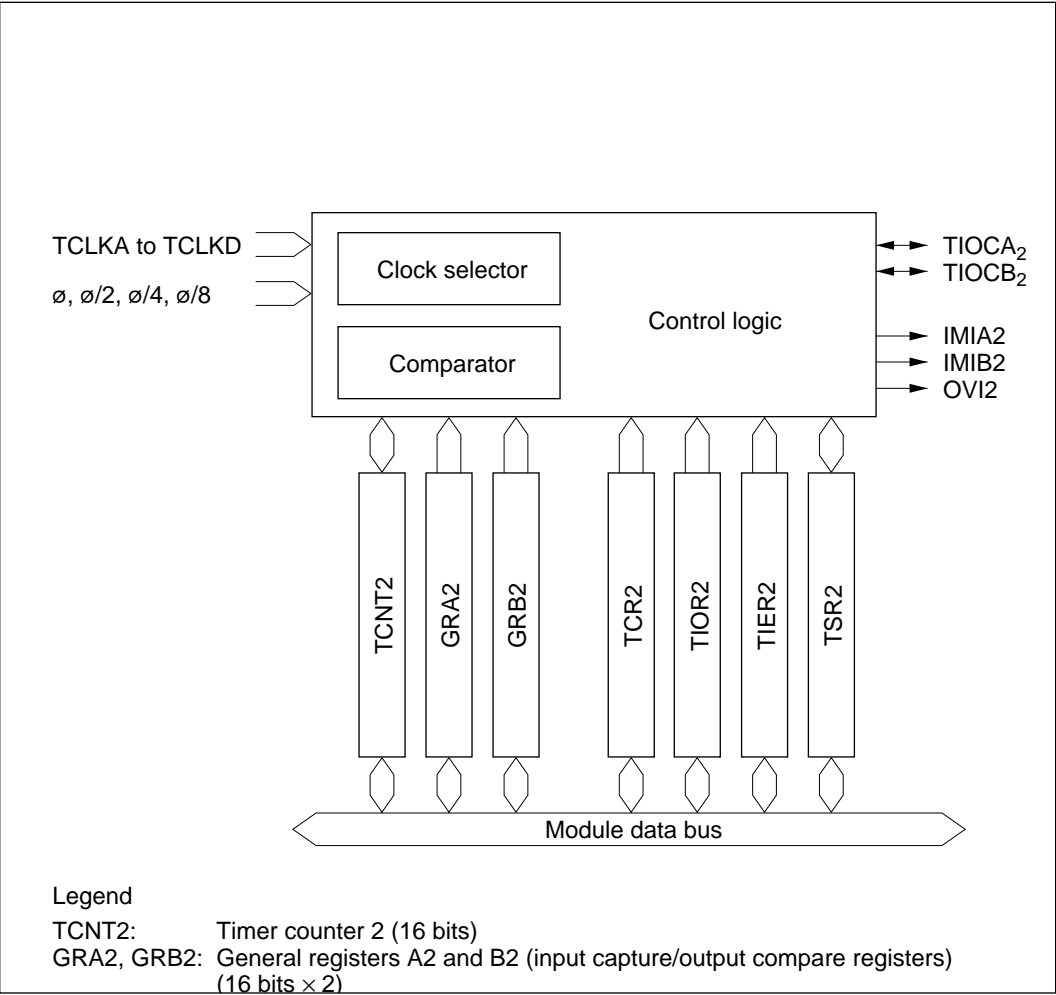 TCLKA to TCLKD
ø, ø/2, ø/4, ø/8
Clock selector
Comparator
Control logic
TIOCA2
TIOCB2
IMIA2
IMIB2
OVI2
TCNT2
GRA2
GRB2
TCR2
TIOR2
TIER2
TSR2
Module data bus
Legend
TCNT2: Timer counter 2 (16 bits)
GRA2, GRB2: General registers A2 and B2 (input capture/output compare registers)
(16 bits × 2)